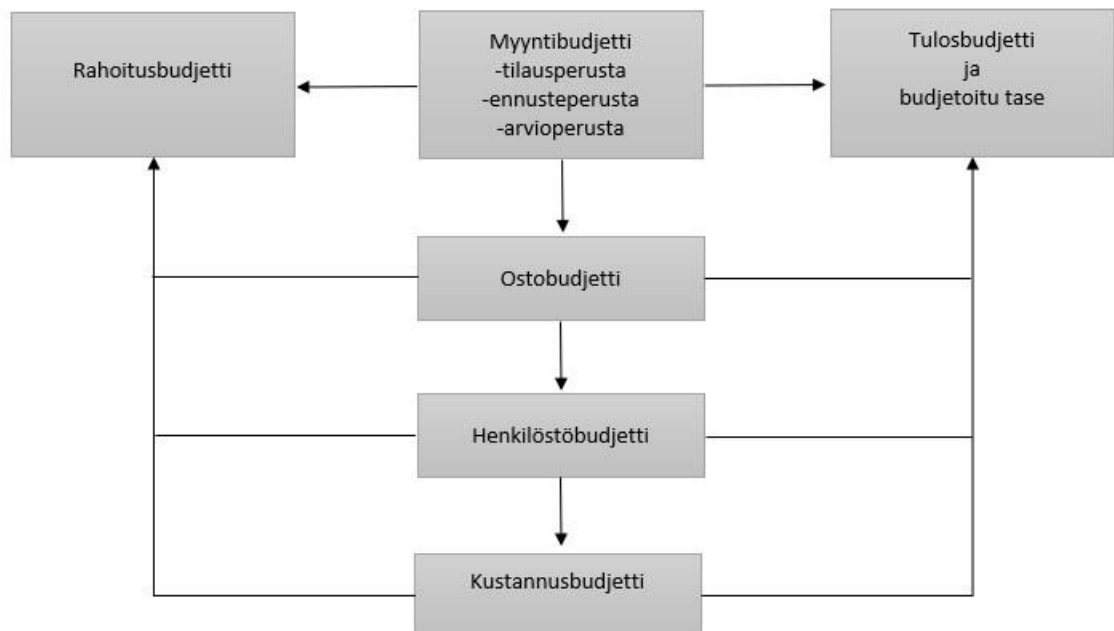 Rahoitusbudjetti
Myyntibudjetti
-tilausperusta
-ennusteperusta
-arvioperusta
Tulosbudjetti
ja
budjetoitu tase
Ostobudjetti
Henkilöstöbudjetti
Kustannusbudjetti